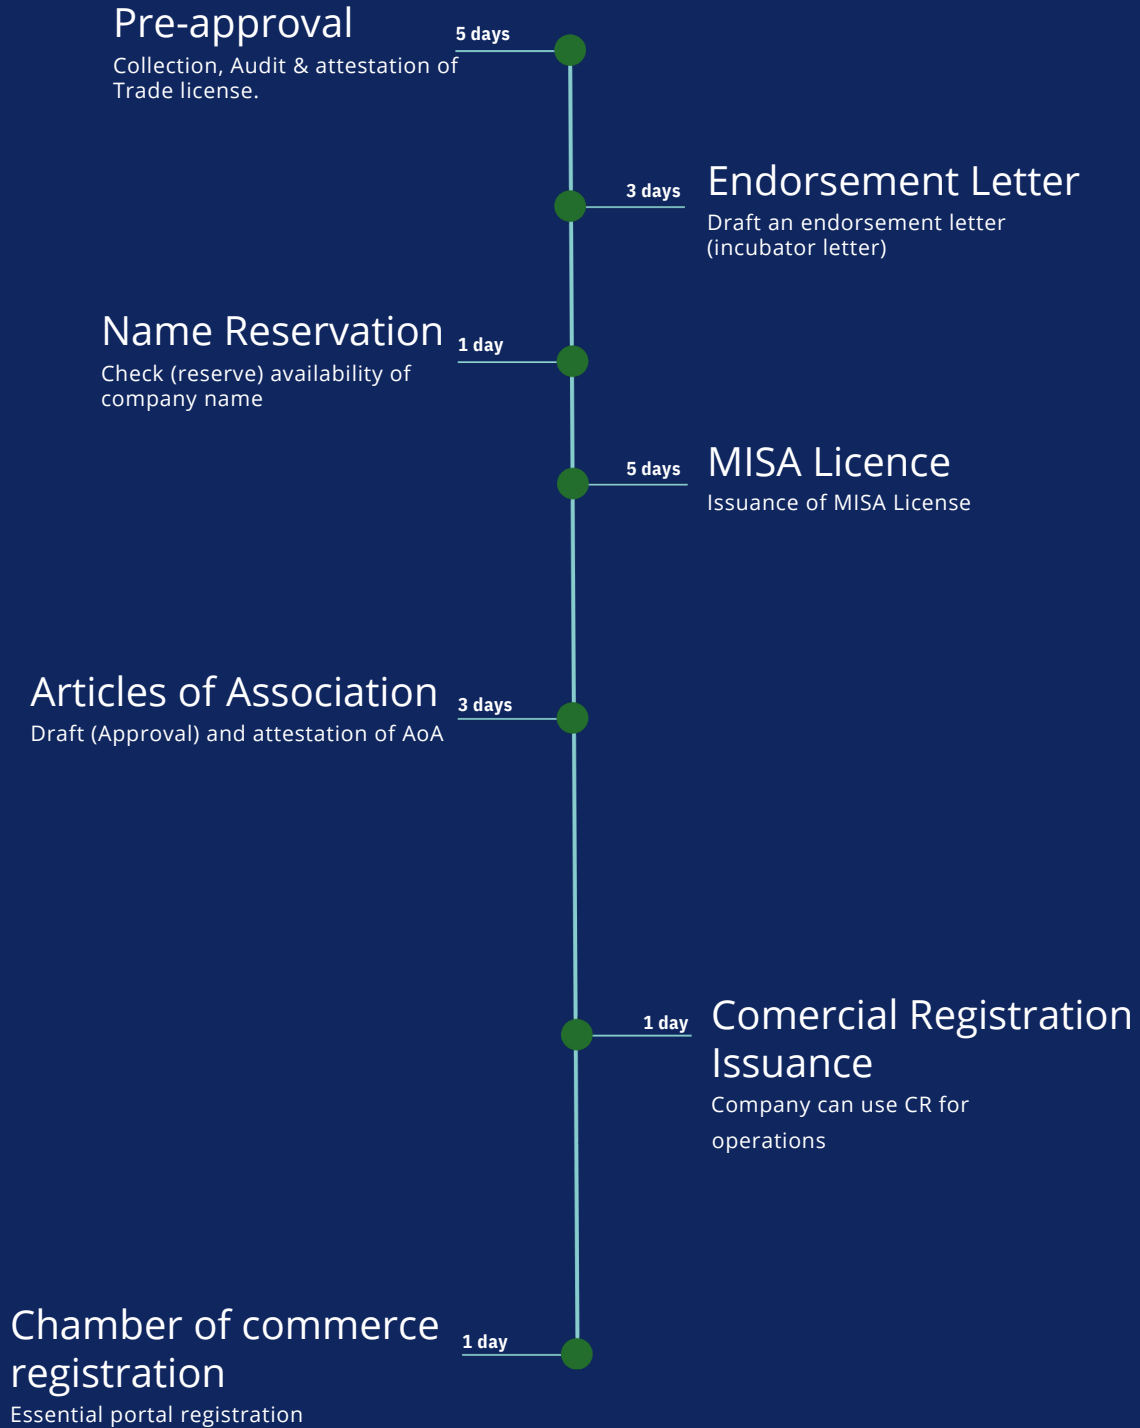 Pre-approval
5 days
Collection, Audit & attestation of
Trade license.
3 days
Endorsement Letter
Draft an endorsement letter
(incubator letter)
Name Reservation
1 day
Check (reserve) availability of
company name
5 days
MISA Licence
Issuance of MISA License
Articles of Association
3 days
Draft (Approval) and attestation of AoA
1 day
Comercial Registration
Issuance
Company can use CR for
operations
Chamber of commerce
registration
1 day
Essential portal registration